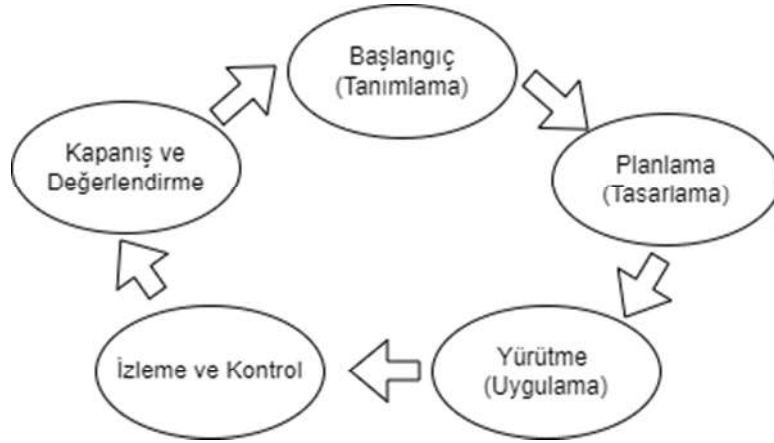 Başlangıç
(Tanımlama)
Planlama
(Tasarlama)
Yürütme
(Uygulama)
İzleme ve Kontrol
Kapanış ve
Değerlendirme